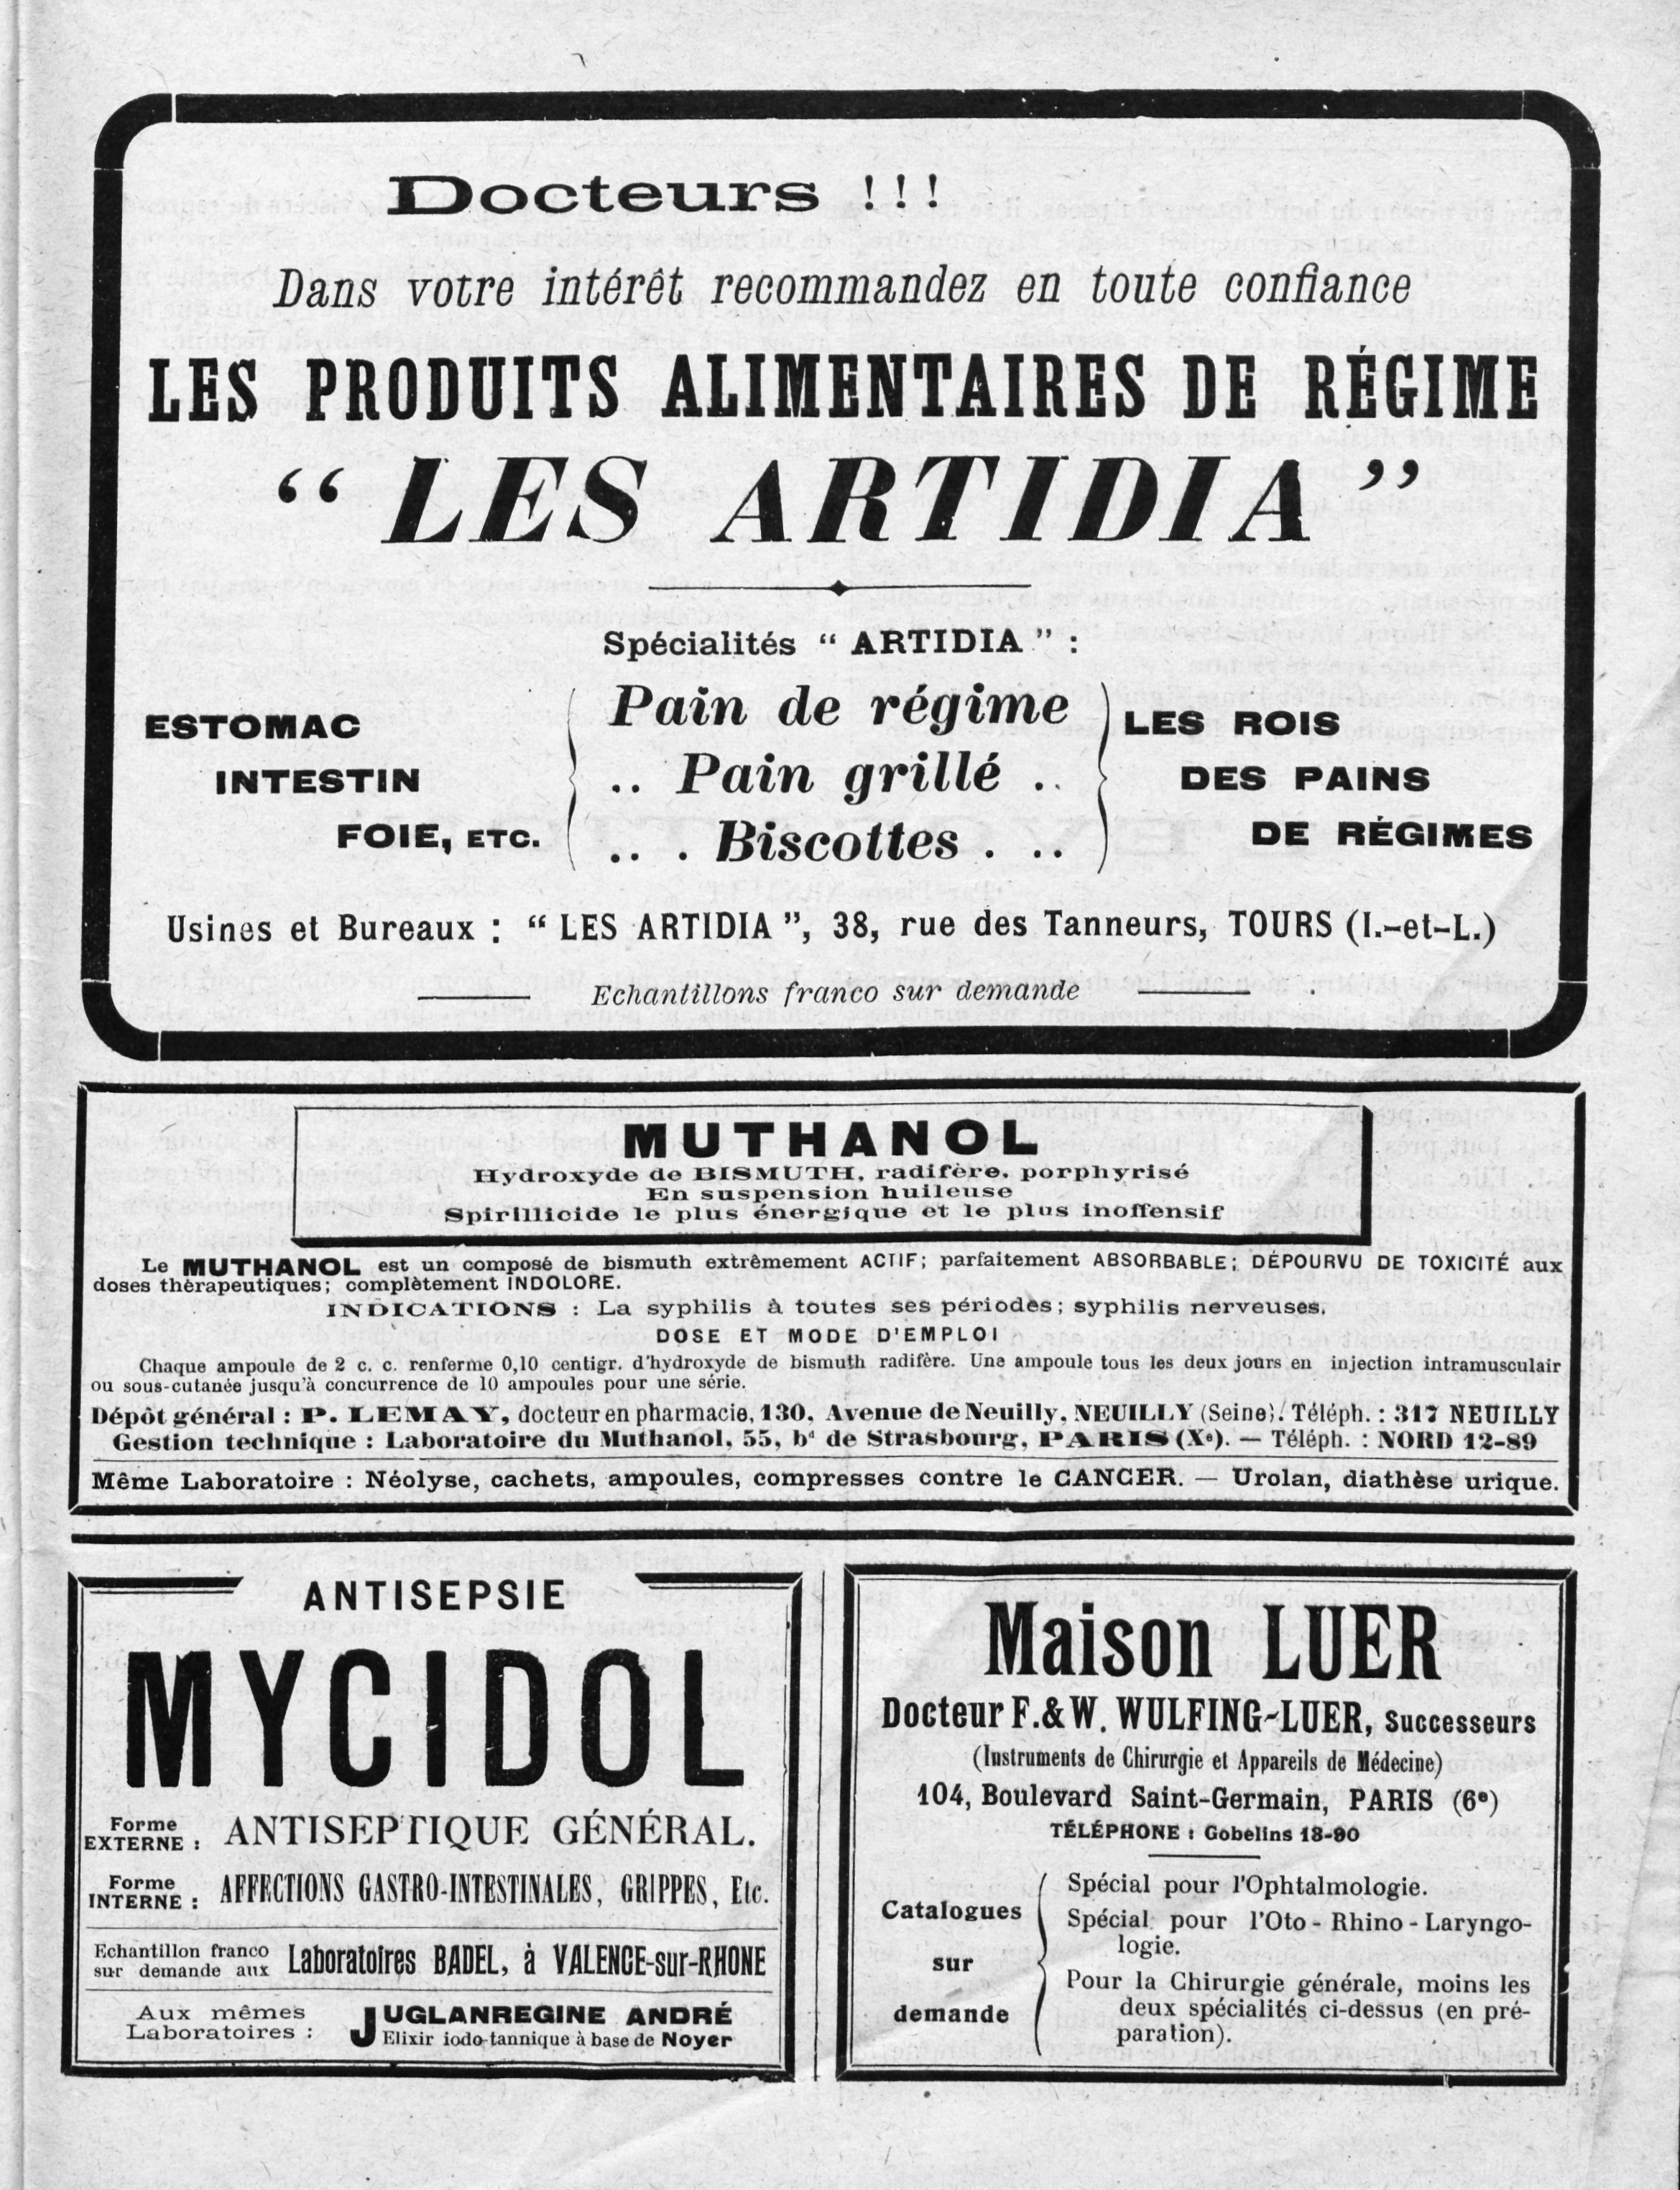 Docteurs !!!
Dans votre intérêt recommandez en toute confiance
LES PRODUITS ALIMENTAIRES DE RÉGIME
“ LES ARTIDIA ”
Spécialités “ ARTIDIA ” :
ESTOMAC
INTESTIN
FOIE, ETC.
Pain de régime
.. Pain grillé ..
.. . Biscottes . ..
LES ROIS
DES PAINS
DE RÉGIMES
Usines et Bureaux : “ LES ARTIDIA ”, 38, rue des Tanneurs, TOURS (I.-et-L.)
Echantillons franco sur demande
MUTHANOL
Hydroxyde de BISMUTH, radifère, porphyrisé
En suspension huileuse
Spirillicide le plus énergique et le plus inoffensif
Le MUTHANOL est un composé de bismuth extrêmement ACTIF; parfaitement ABSORBABLE; DÉPOURVU DE TOXICITÉ aux
doses thérapeutiques; complètement INDOLORE.
INDICATIONS : La syphilis à toutes ses périodes; syphilis nerveuses.
DOSE ET MODE D'EMPLOI
Chaque ampoule de 2 c. c. renferme 0,10 centigr. d'hydroxyde de bismuth radifère. Une ampoule tous les deux jours en injection intramusculair
ou sous-cutanée jusqu'à concurrence de 10 ampoules pour une série.
Dépôt général : P. LEMAY, docteur en pharmacie, 130, Avenue de Neuilly, NEUILLY (Seine). Téléph. : 317 NEUILLY
Gestion technique : Laboratoire du Muthanol, 55, bd de Strasbourg, PARIS (Xe). — Téléph. : NORD 12-89
Même Laboratoire : Néolyse, cachets, ampoules, compresses contre le CANCER. — Urolan, diathèse urique.
ANTISEPSIE
MYCIDOL
Forme
EXTERNE : ANTISEPTIQUE GÉNÉRAL.
Forme
INTERNE : AFFECTIONS GASTRO-INTESTINALES, GRIPPES, Etc.
Echantillon franco
sur demande aux Laboratoires BADEL, à VALENCE-sur-RHONE
Aux mêmes
Laboratoires :
JUGLANREGINE ANDRÉ
Elixir iodo-tannique à base de Noyer
Maison LUER
Docteur F. & W. WULFING-LUER, Successeurs
(Instruments de Chirurgie et Appareils de Médecine)
104, Boulevard Saint-Germain, PARIS (6e)
TÉLÉPHONE : Gobelins 18-90
Catalogues
sur
demande
Spécial pour l'Ophtalmologie.
Spécial pour l'Oto - Rhino - Laryngo-
logie.
Pour la Chirurgie générale, moins les
deux spécialités ci-dessus (en pré-
paration).